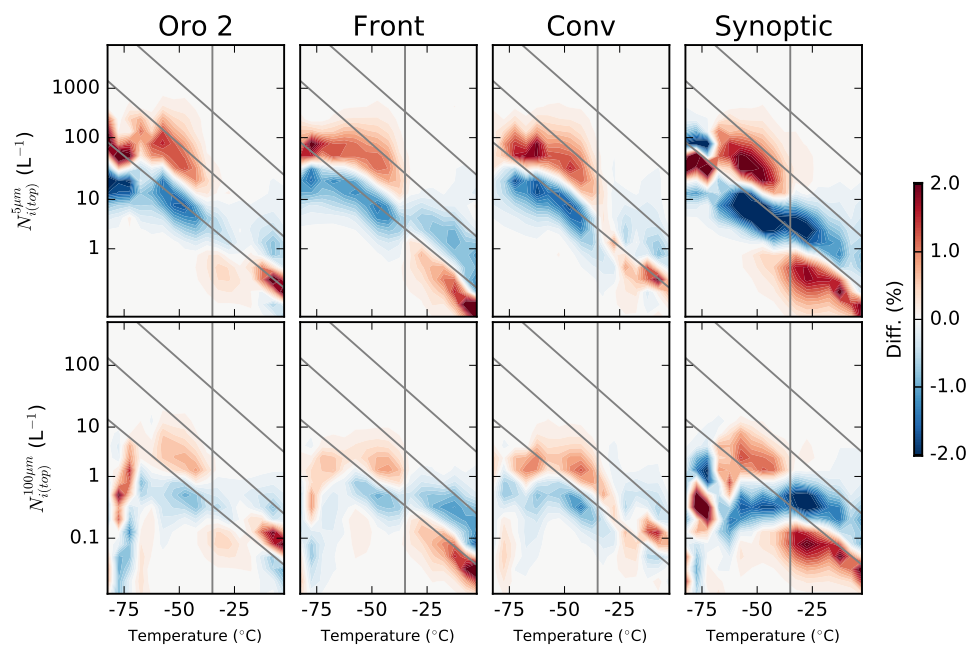 Oro 2 Front Conv Synoptic
1000
100
10
1
N_{i(top)}^{5μm} (L^{-1})
100
10
1
0.1
N_{i(top)}^{100μm} (L^{-1})
-75 -50 -25 -75 -50 -25 -75 -50 -25 -75 -50 -25
Temperature (°C) Temperature (°C) Temperature (°C) Temperature (°C)
2.0
1.0
0.0
-1.0
-2.0
Diff. (%)